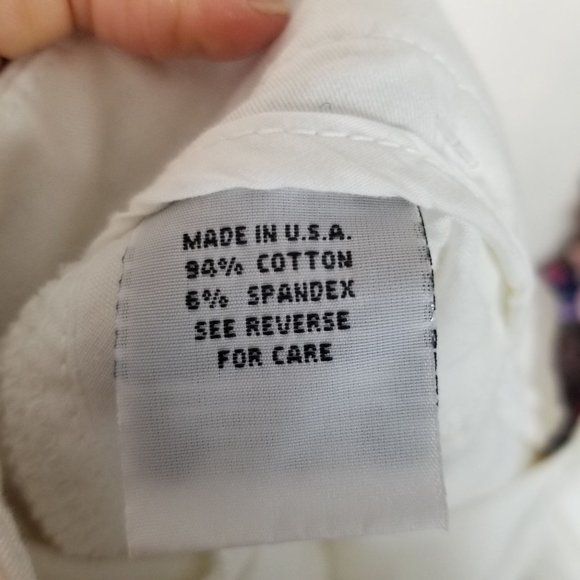 MADE IN U.S.A.
94% COTTON
6% SPANDEX
SEE REVERSE
FOR CARE